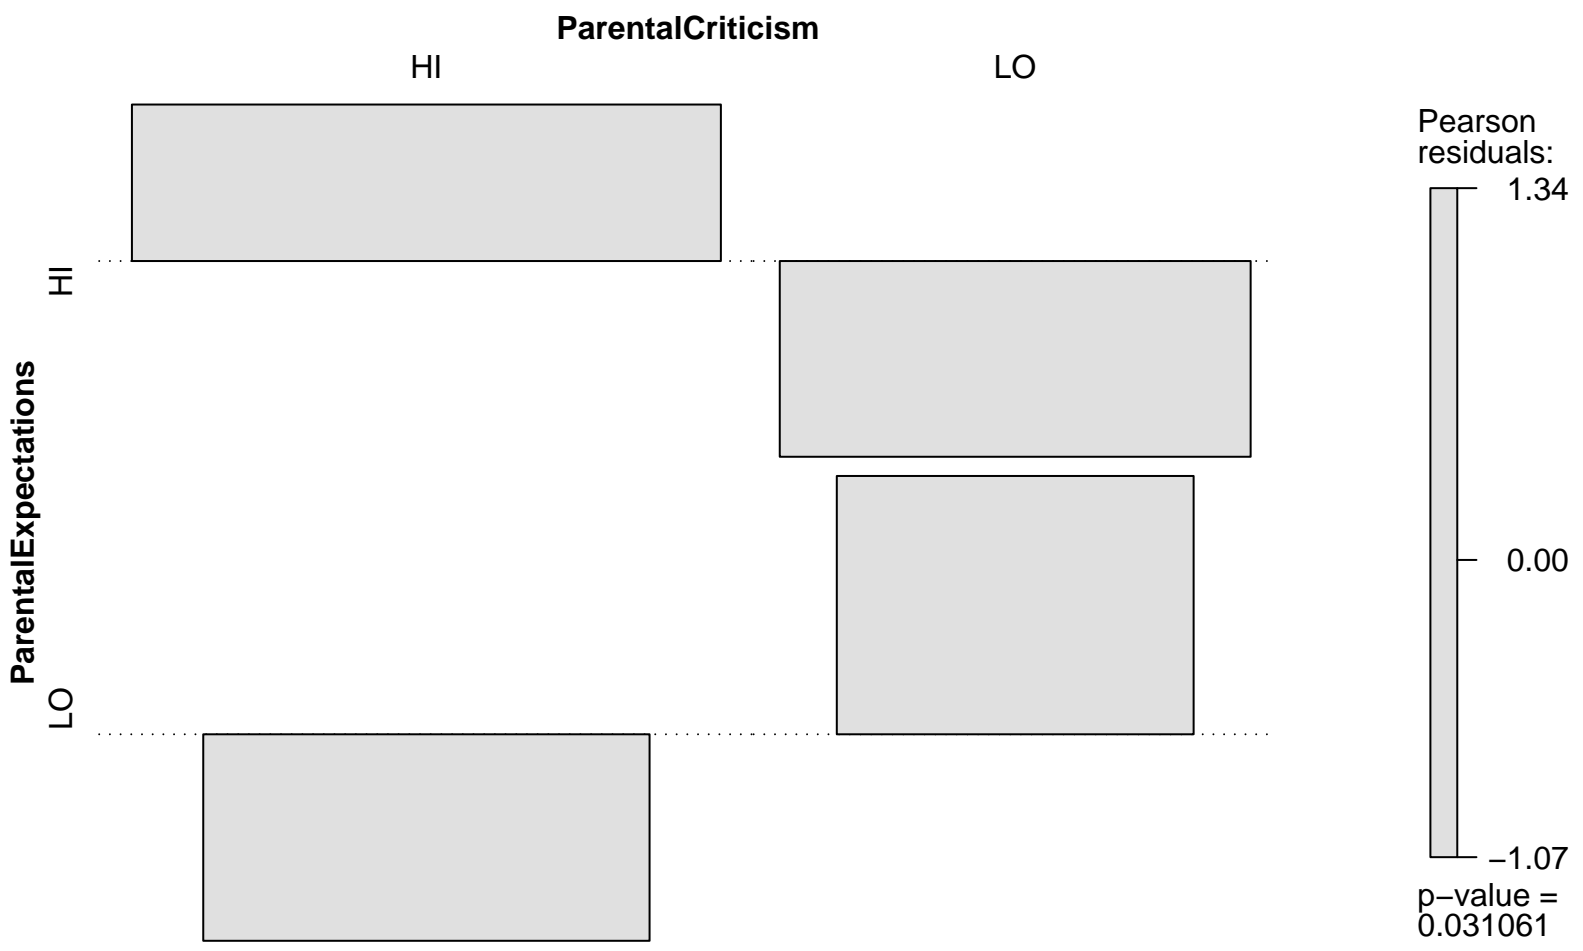 ParentalCriticism
HI
LO
Pearson
residuals:
1.34
0.00
−1.07
p−value =
0.031061
ParentalExpectations
HI
LO